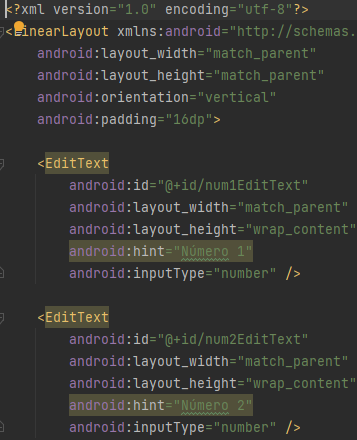 <?xml version="1.0" encoding="utf-8"?>
<LinearLayout xmlns:android="http://schemas.
android:layout_width="match_parent"
android:layout_height="match_parent"
android:orientation="vertical"
android:padding="16dp">
<EditText
android:id="@+id/num1EditText"
android:layout_width="match_parent"
android:layout_height="wrap_content"
android:hint="Número 1"
android:inputType="number" />
<EditText
android:id="@+id/num2EditText"
android:layout_width="match_parent"
android:layout_height="wrap_content"
android:hint="Número 2"
android:inputType="number" />